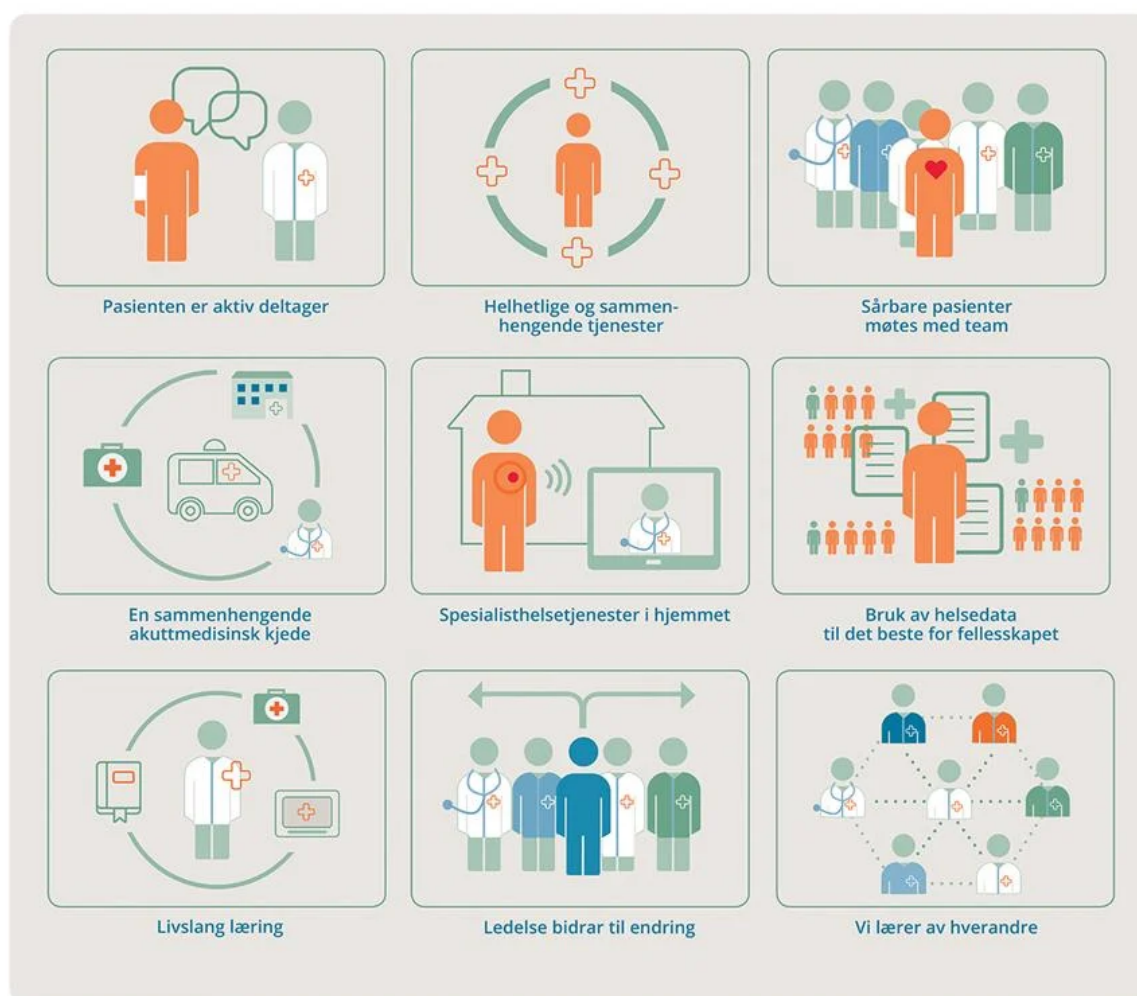 Pasienten er aktiv deltager
Helhetlige og sammen-
hengende tjenester
Sårbare pasienter
møtes med team
En sammenhengende
akuttmedisinsk kjede
Spesialisthelsetjenester i hjemmet
Bruk av helsedata
til det beste for fellesskapet
Livslang læring
Ledelse bidrar til endring
Vi lærer av hverandre